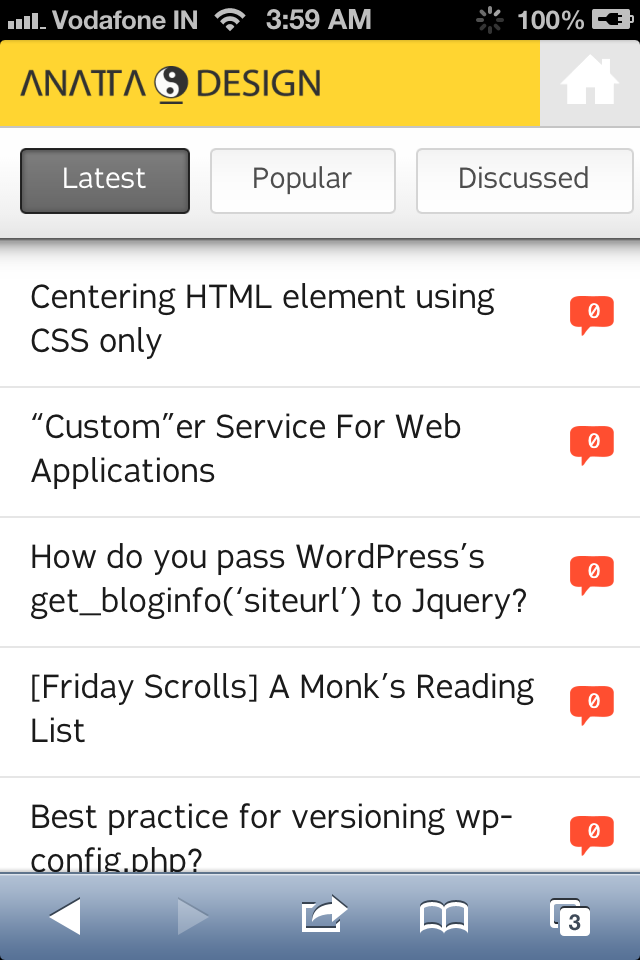 Vodafone IN 3:59 AM 100%
ANATTA DESIGN
Latest Popular Discussed
Centering HTML element using
CSS only
0
“Custom”er Service For Web
Applications
0
How do you pass WordPress’s
get_bloginfo(‘siteurl’) to Jquery?
0
[Friday Scrolls] A Monk’s Reading
List
0
Best practice for versioning wp-
config.php?
0
3